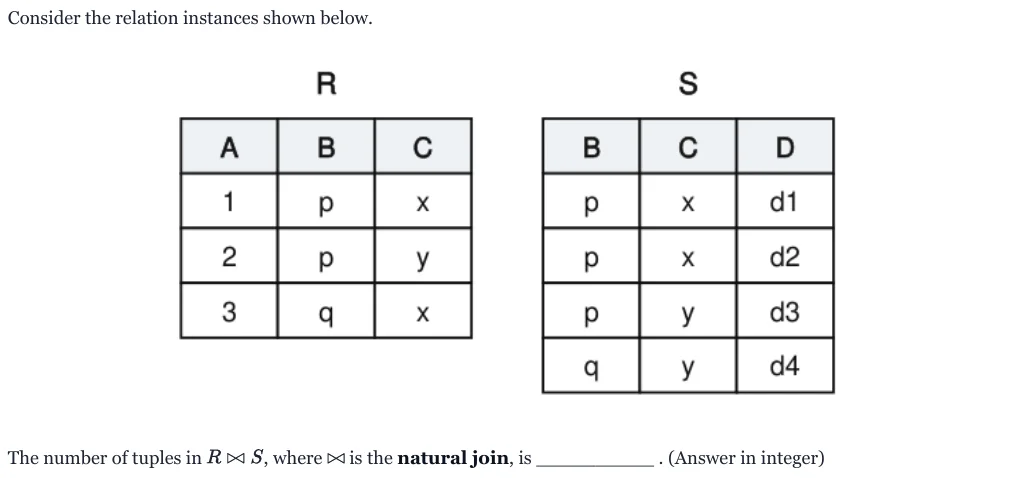 Consider the relation instances shown below.
R
A B C
1 p x
2 p y
3 q x
S
B C D
p x d1
p x d2
p y d3
q y d4
The number of tuples in R ⋈ S, where ⋈ is the natural join, is ____________ . (Answer in integer)